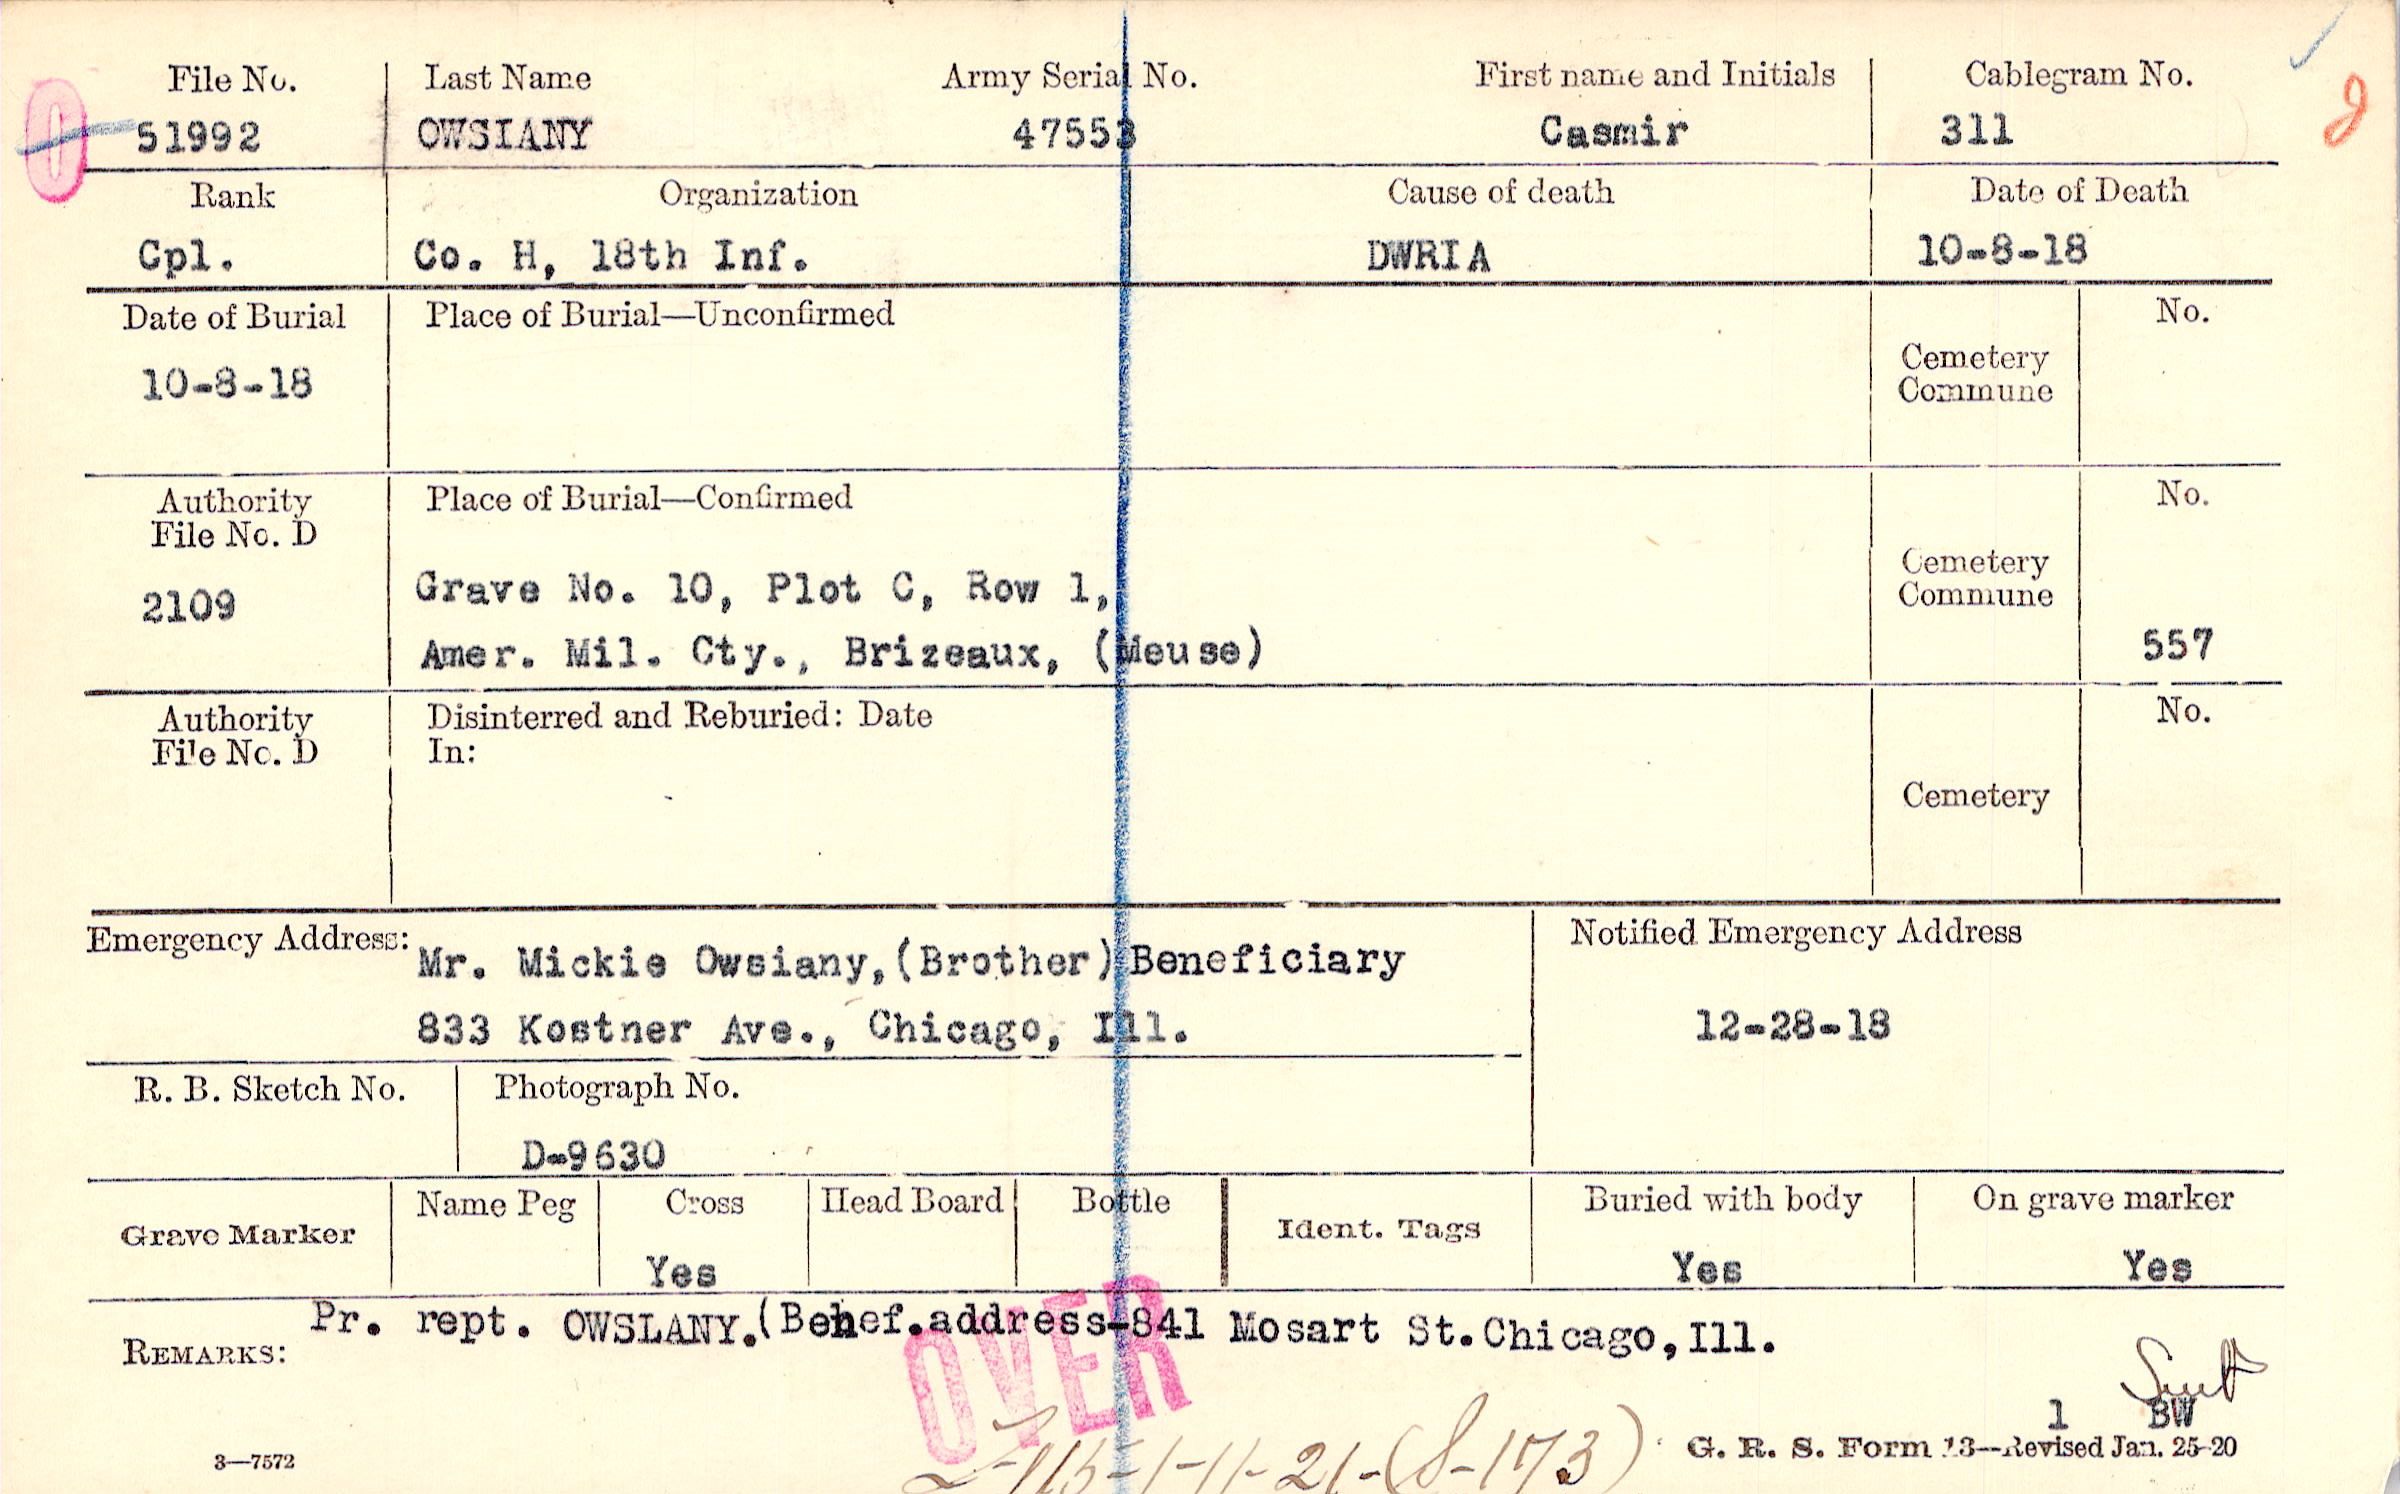 File No. Last Name Army Serial No. First name and Initials Cablegram No.
O 51992 OWSIANY 47553 Casmir 311 2
Rank Organization Cause of death Date of Death
Cpl. Co. H, 18th Inf. DWRIA 10-8-18
Date of Burial Place of Burial—Unconfirmed No.
10-8-18 Cemetery
Commune
Authority Place of Burial—Confirmed No.
File No. D
Cemetery
2109 Grave No. 10, Plot C, Row 1, Commune
Amer. Mil. Cty., Brizeaux, (Meuse) 557
Authority Disinterred and Reburied: Date No.
File No. D In:
Cemetery
Emergency Address: Mr. Mickie Owsiany,(Brother) Beneficiary Notified Emergency Address
833 Kostner Ave., Chicago, Ill. 12-28-18
R. B. Sketch No. Photograph No.
D-9630
Grave Marker Name Peg Cross Head Board Bottle Ident. Tags Buried with body On grave marker
Yes Yes Yes
Pr. rept. OWSLANY.(Benef.address-841 Mosart St.Chicago,Ill.
REMARKS:
OVER
1 BW
-115-1-11-21-(S-173)
3—7572 G. R. S. Form 13—Revised Jan. 25-20